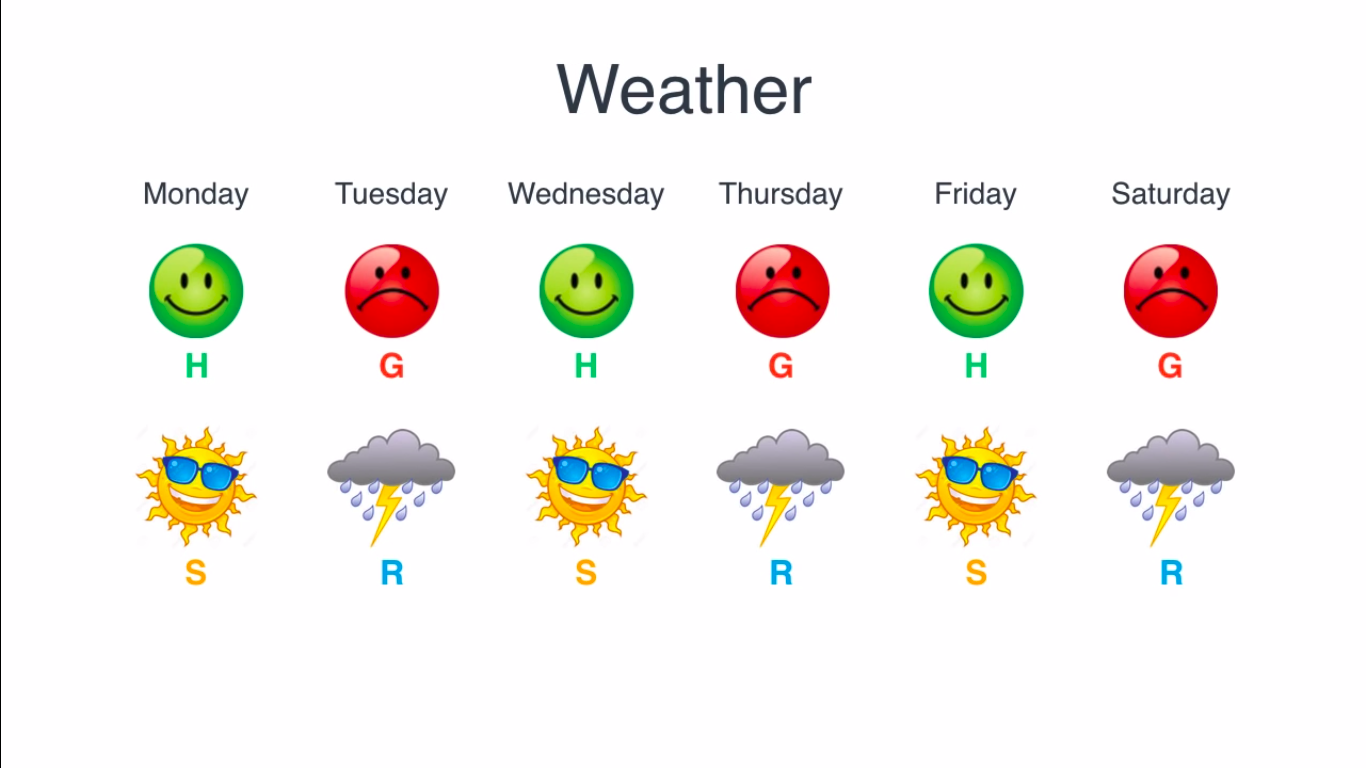 Weather
Monday Tuesday Wednesday Thursday Friday Saturday
H G H G H G
S R S R S R